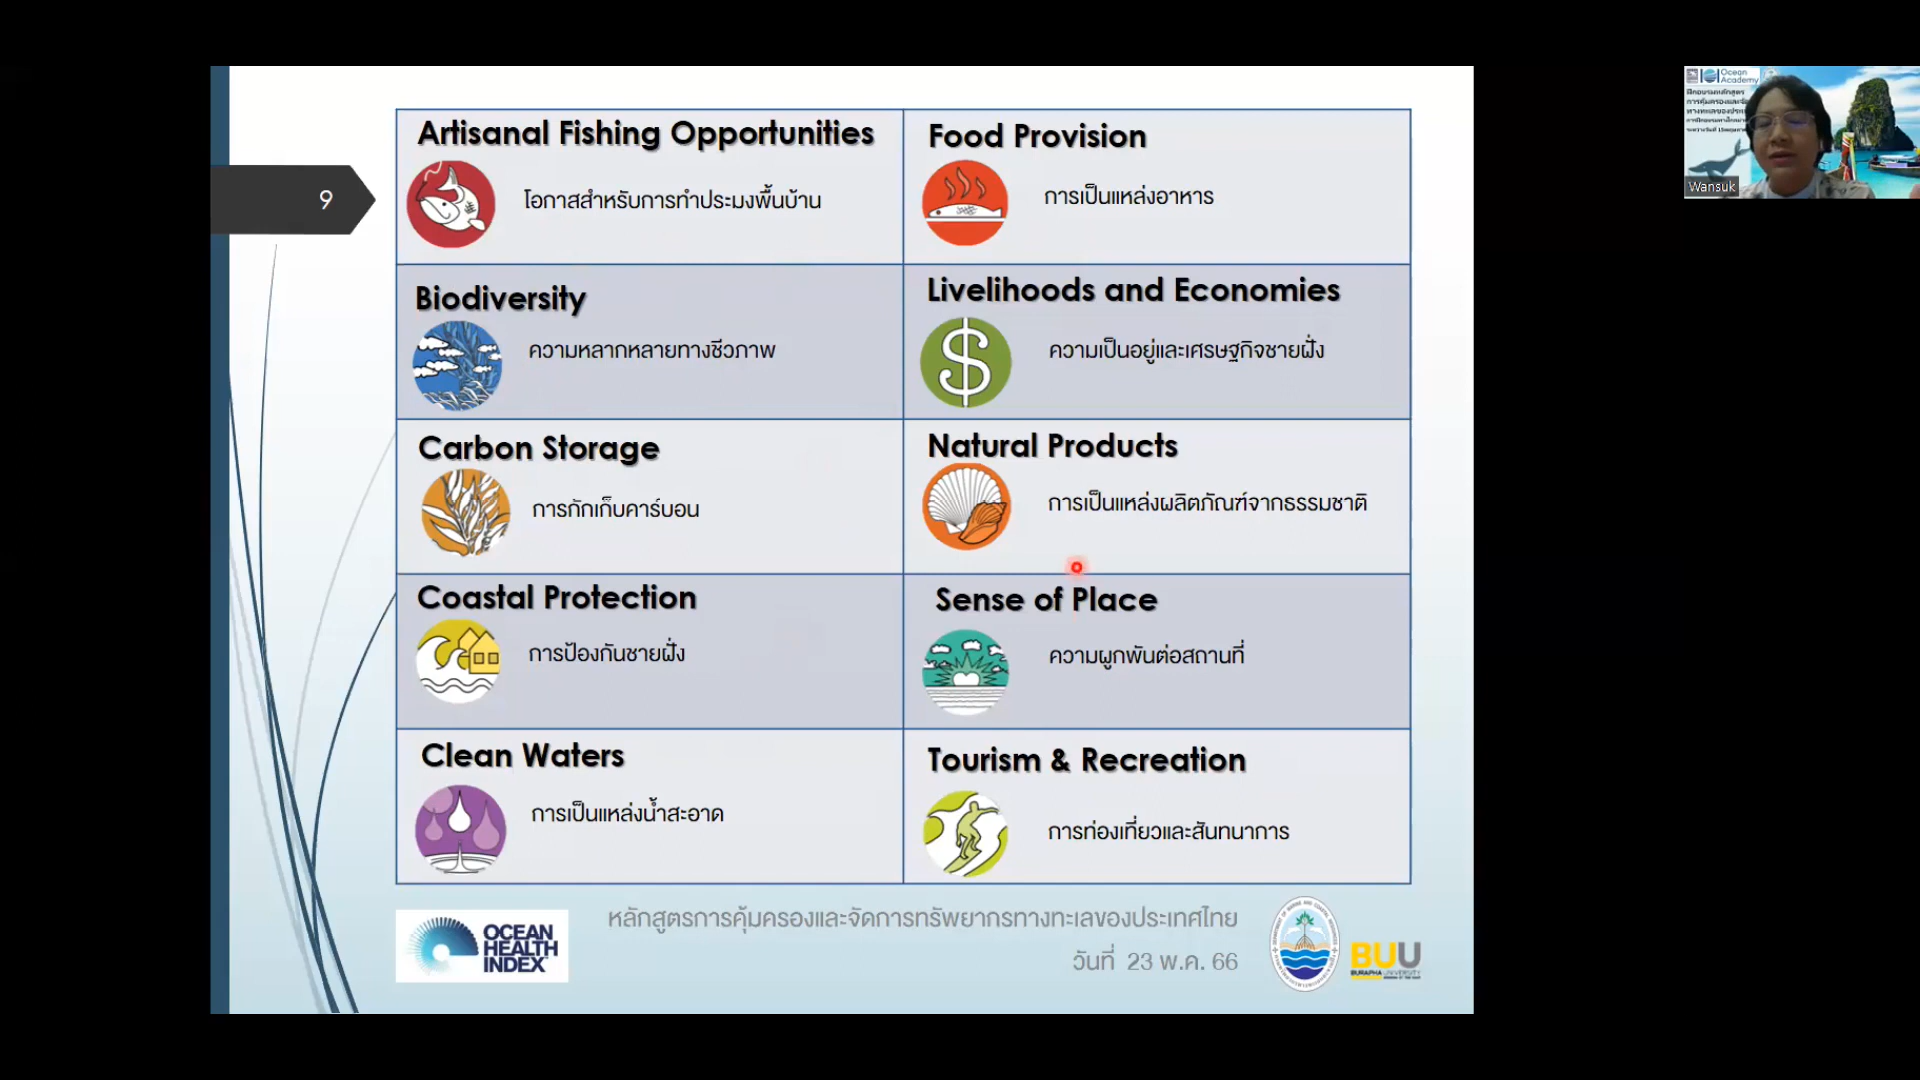 9
Artisanal Fishing Opportunities
โอกาสสำหรับการทำประมงพื้นบ้าน
Food Provision
การเป็นแหล่งอาหาร
Biodiversity
ความหลากหลายทางชีวภาพ
Livelihoods and Economies
ความเป็นอยู่และเศรษฐกิจชายฝั่ง
Carbon Storage
การกักเก็บคาร์บอน
Natural Products
การเป็นแหล่งผลิตภัณฑ์จากธรรมชาติ
Coastal Protection
การป้องกันชายฝั่ง
Sense of Place
ความผูกพันต่อสถานที่
Clean Waters
การเป็นแหล่งน้ำสะอาด
Tourism & Recreation
การท่องเที่ยวและสันทนาการ
OCEAN
HEALTH
INDEX
หลักสูตรการคุ้มครองและจัดการทรัพยากรทางทะเลของประเทศไทย
วันที่ 23 พ.ค. 66
BUU
BURAPHA UNIVERSITY
Ocean
Academy
Wansuk